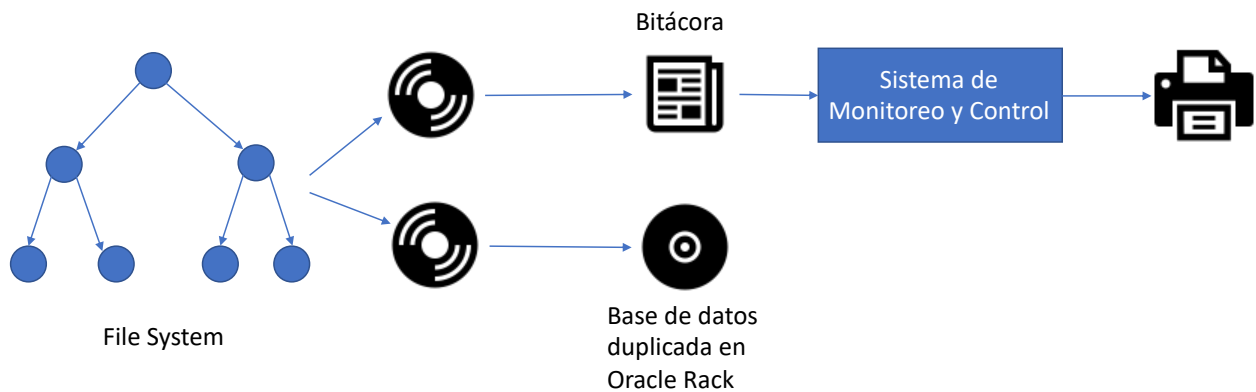 Bitácora
Sistema de
Monitoreo y Control
File System
Base de datos
duplicada en
Oracle Rack